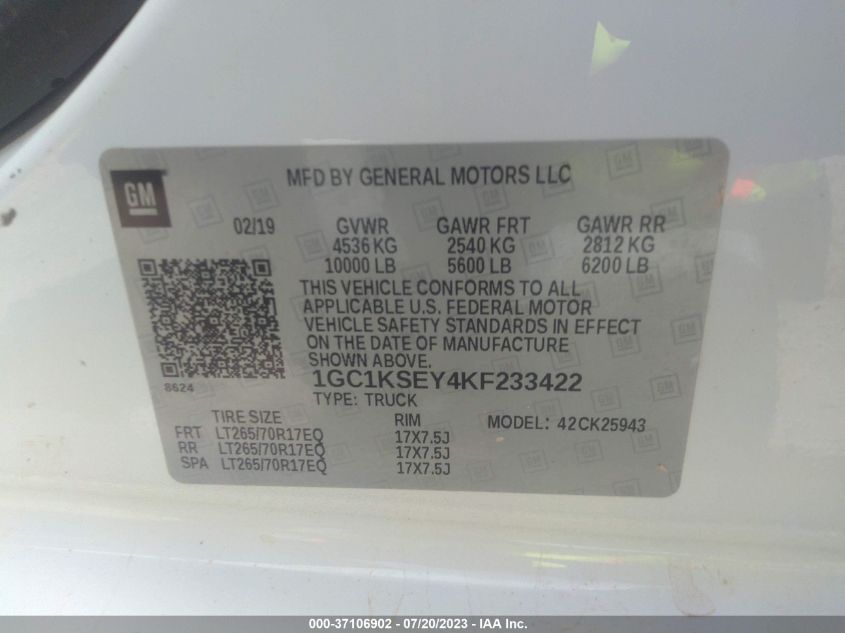 GM
MFD BY GENERAL MOTORS LLC
02/19 GVWR GAWR FRT GAWR RR
4536 KG 2540 KG 2812 KG
10000 LB 5600 LB 6200 LB
THIS VEHICLE CONFORMS TO ALL
APPLICABLE U.S. FEDERAL MOTOR
VEHICLE SAFETY STANDARDS IN EFFECT
ON THE DATE OF MANUFACTURE
SHOWN ABOVE.
8624 1GC1KSEY4KF233422
TYPE: TRUCK
TIRE SIZE RIM MODEL: 42CK25943
FRT LT265/70R17EQ 17X7.5J
RR LT265/70R17EQ 17X7.5J
SPA LT265/70R17EQ 17X7.5J
000-37106902 - 07/20/2023 - IAA Inc.